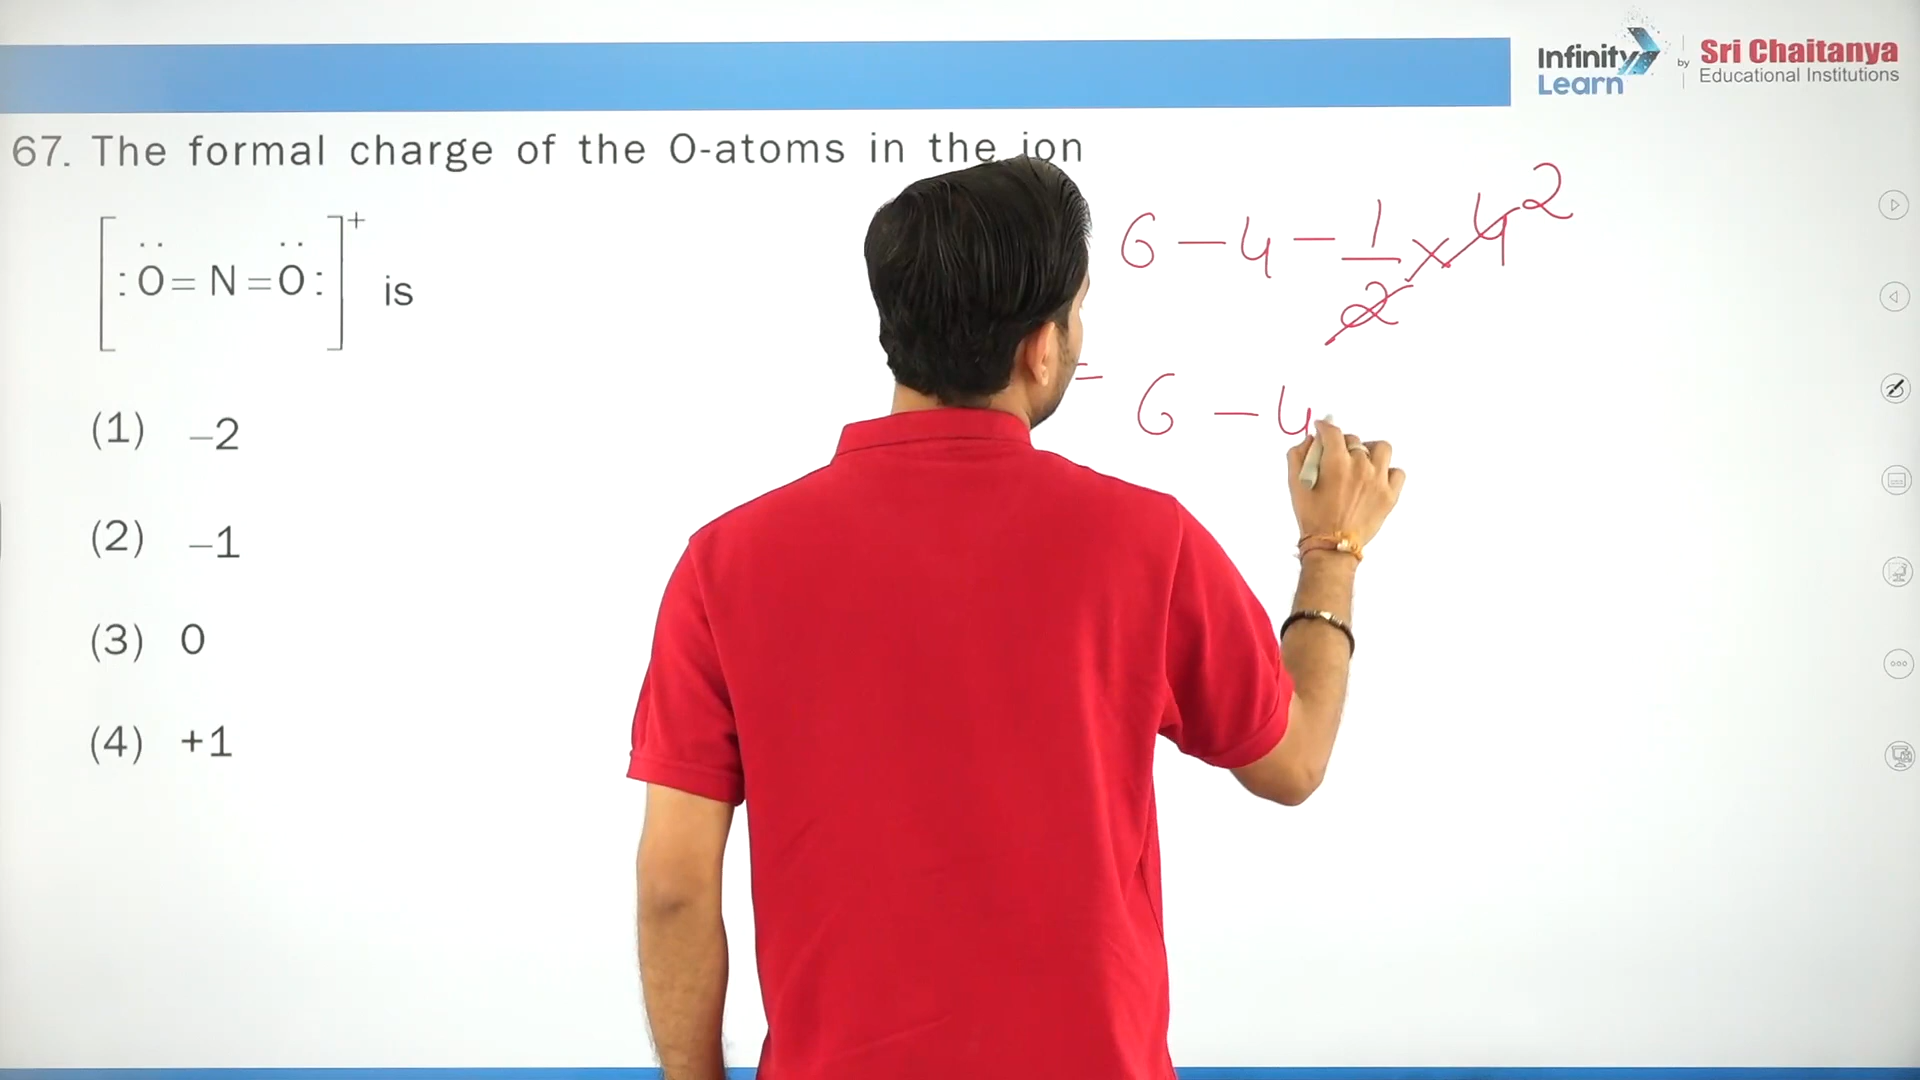 Infinity Learn by Sri Chaitanya Educational Institutions
67. The formal charge of the O-atoms in the ion
[:Ö=N=Ö:]⁺ is
6 - 4 - 1/2 × 4 2
= 6 - 4
(1) –2
(2) –1
(3) 0
(4) +1